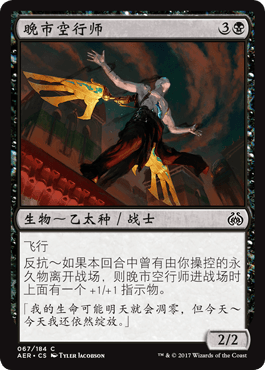 晚市空行师 3
生物～乙太种 / 战士
飞行
反抗～如果本回合中曾有由你操控的永
久物离开战场，则晚市空行师进战场时
上面有一个 +1/+1 指示物。
「我的生命可能明天就会凋零，但今天～
今天我还依然绽放。」
2/2
067/184 C
AER • CS TYLER JACOBSON
™ & © 2017 Wizards of the Coast